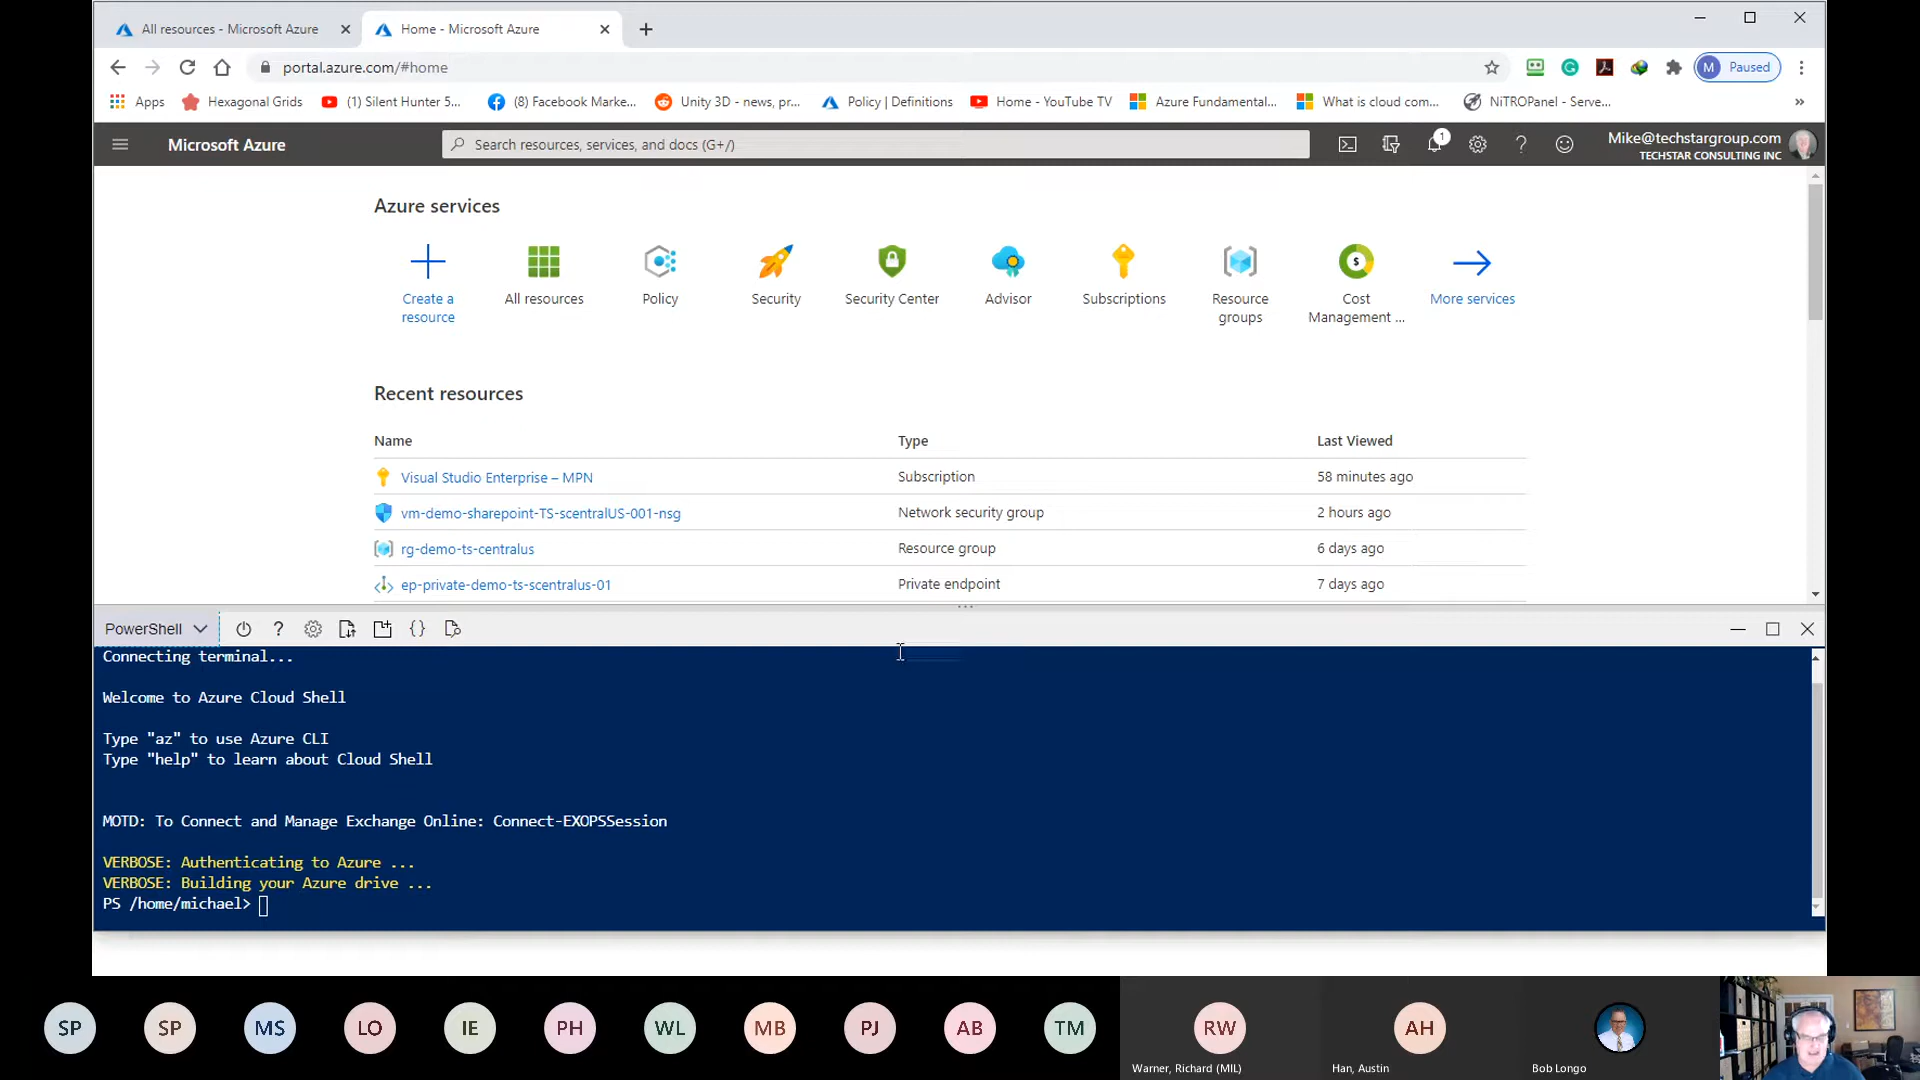 All resources - Microsoft Azure
Home - Microsoft Azure
portal.azure.com/#home
M Paused
Apps
Hexagonal Grids
(1) Silent Hunter 5...
(8) Facebook Marke...
Unity 3D - news, pr...
Policy | Definitions
Home - YouTube TV
Azure Fundamental...
What is cloud com...
NiTROPanel - Serve...
»
Microsoft Azure
Search resources, services, and docs (G+/)
1
Mike@techstargroup.com
TECHSTAR CONSULTING INC
Azure services
Create a
resource
All resources
Policy
Security
Security Center
Advisor
Subscriptions
Resource
groups
Cost
Management ...
More services
Recent resources
Name Type Last Viewed
Visual Studio Enterprise – MPN Subscription 58 minutes ago
vm-demo-sharepoint-TS-scentralUS-001-nsg Network security group 2 hours ago
rg-demo-ts-centralus Resource group 6 days ago
ep-private-demo-ts-scentralus-01 Private endpoint 7 days ago
PowerShell
Connecting terminal...
Welcome to Azure Cloud Shell
Type "az" to use Azure CLI
Type "help" to learn about Cloud Shell
MOTD: To Connect and Manage Exchange Online: Connect-EXOPSSession
VERBOSE: Authenticating to Azure ...
VERBOSE: Building your Azure drive ...
PS /home/michael>
SP
SP
MS
LO
IE
PH
WL
MB
PJ
AB
TM
RW
AH
Warner, Richard (MIL)
Han, Austin
Bob Longo